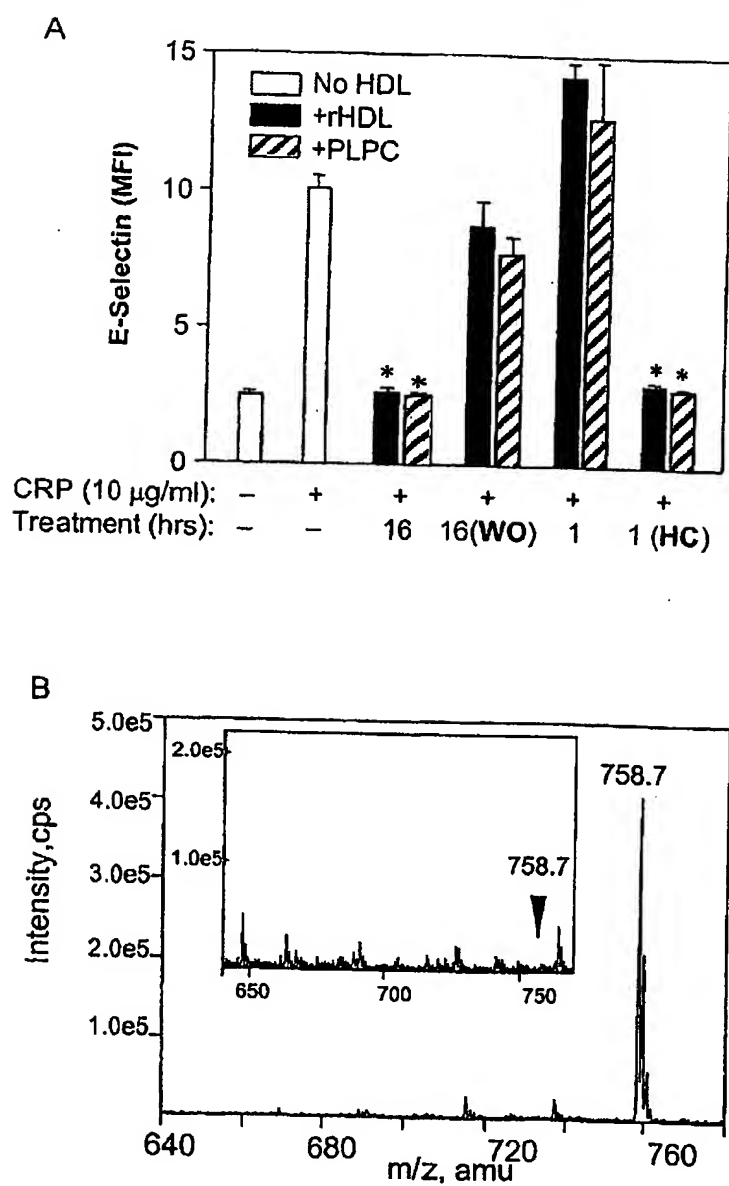 A
15
No HDL
+rHDL
+PLPC
10
5
0
E-Selectin (MFI)
* * * *
CRP (10 µg/ml): – + + + + +
Treatment (hrs): – – 16 16(WO) 1 1 (HC)
B
5.0e5
4.0e5
3.0e5
2.0e5
1.0e5
Intensity,cps
2.0e5
1.0e5
758.7
650 700 750
758.7
640 680 720 760
m/z, amu